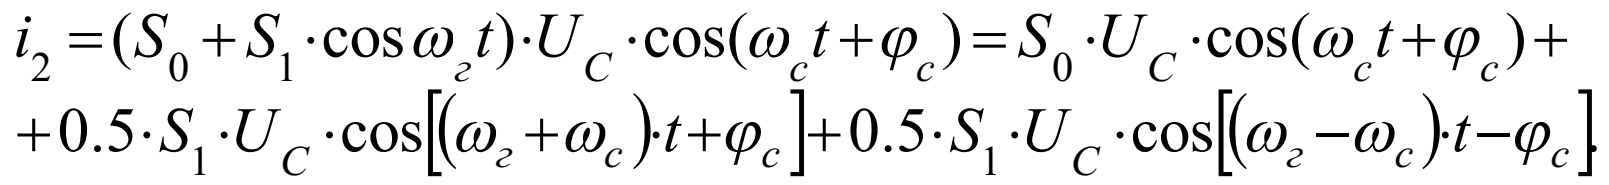 i₂ = (S₀ + S₁ · cos ω_г t) · U_C · cos(ω_c t + φ_c) = S₀ · U_C · cos(ω_c t + φ_c) +
+ 0.5 · S₁ · U_C · cos[(ω_г + ω_c) · t + φ_c] + 0.5 · S₁ · U_C · cos[(ω_г − ω_c) · t − φ_c].